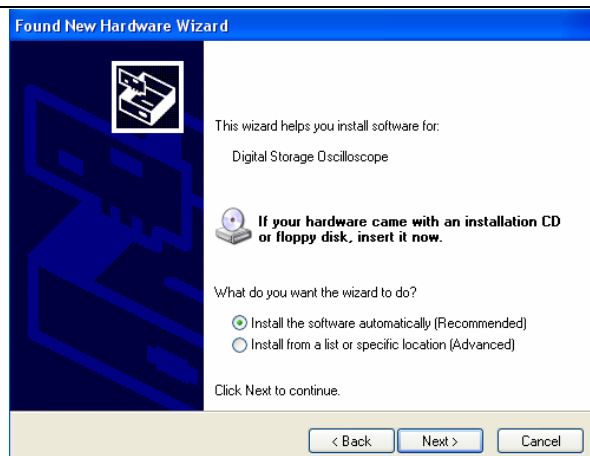 Found New Hardware Wizard
This wizard helps you install software for:
Digital Storage Oscilloscope
If your hardware came with an installation CD
or floppy disk, insert it now.
What do you want the wizard to do?
Install the software automatically (Recommended)
Install from a list or specific location (Advanced)
Click Next to continue.
< Back Next > Cancel